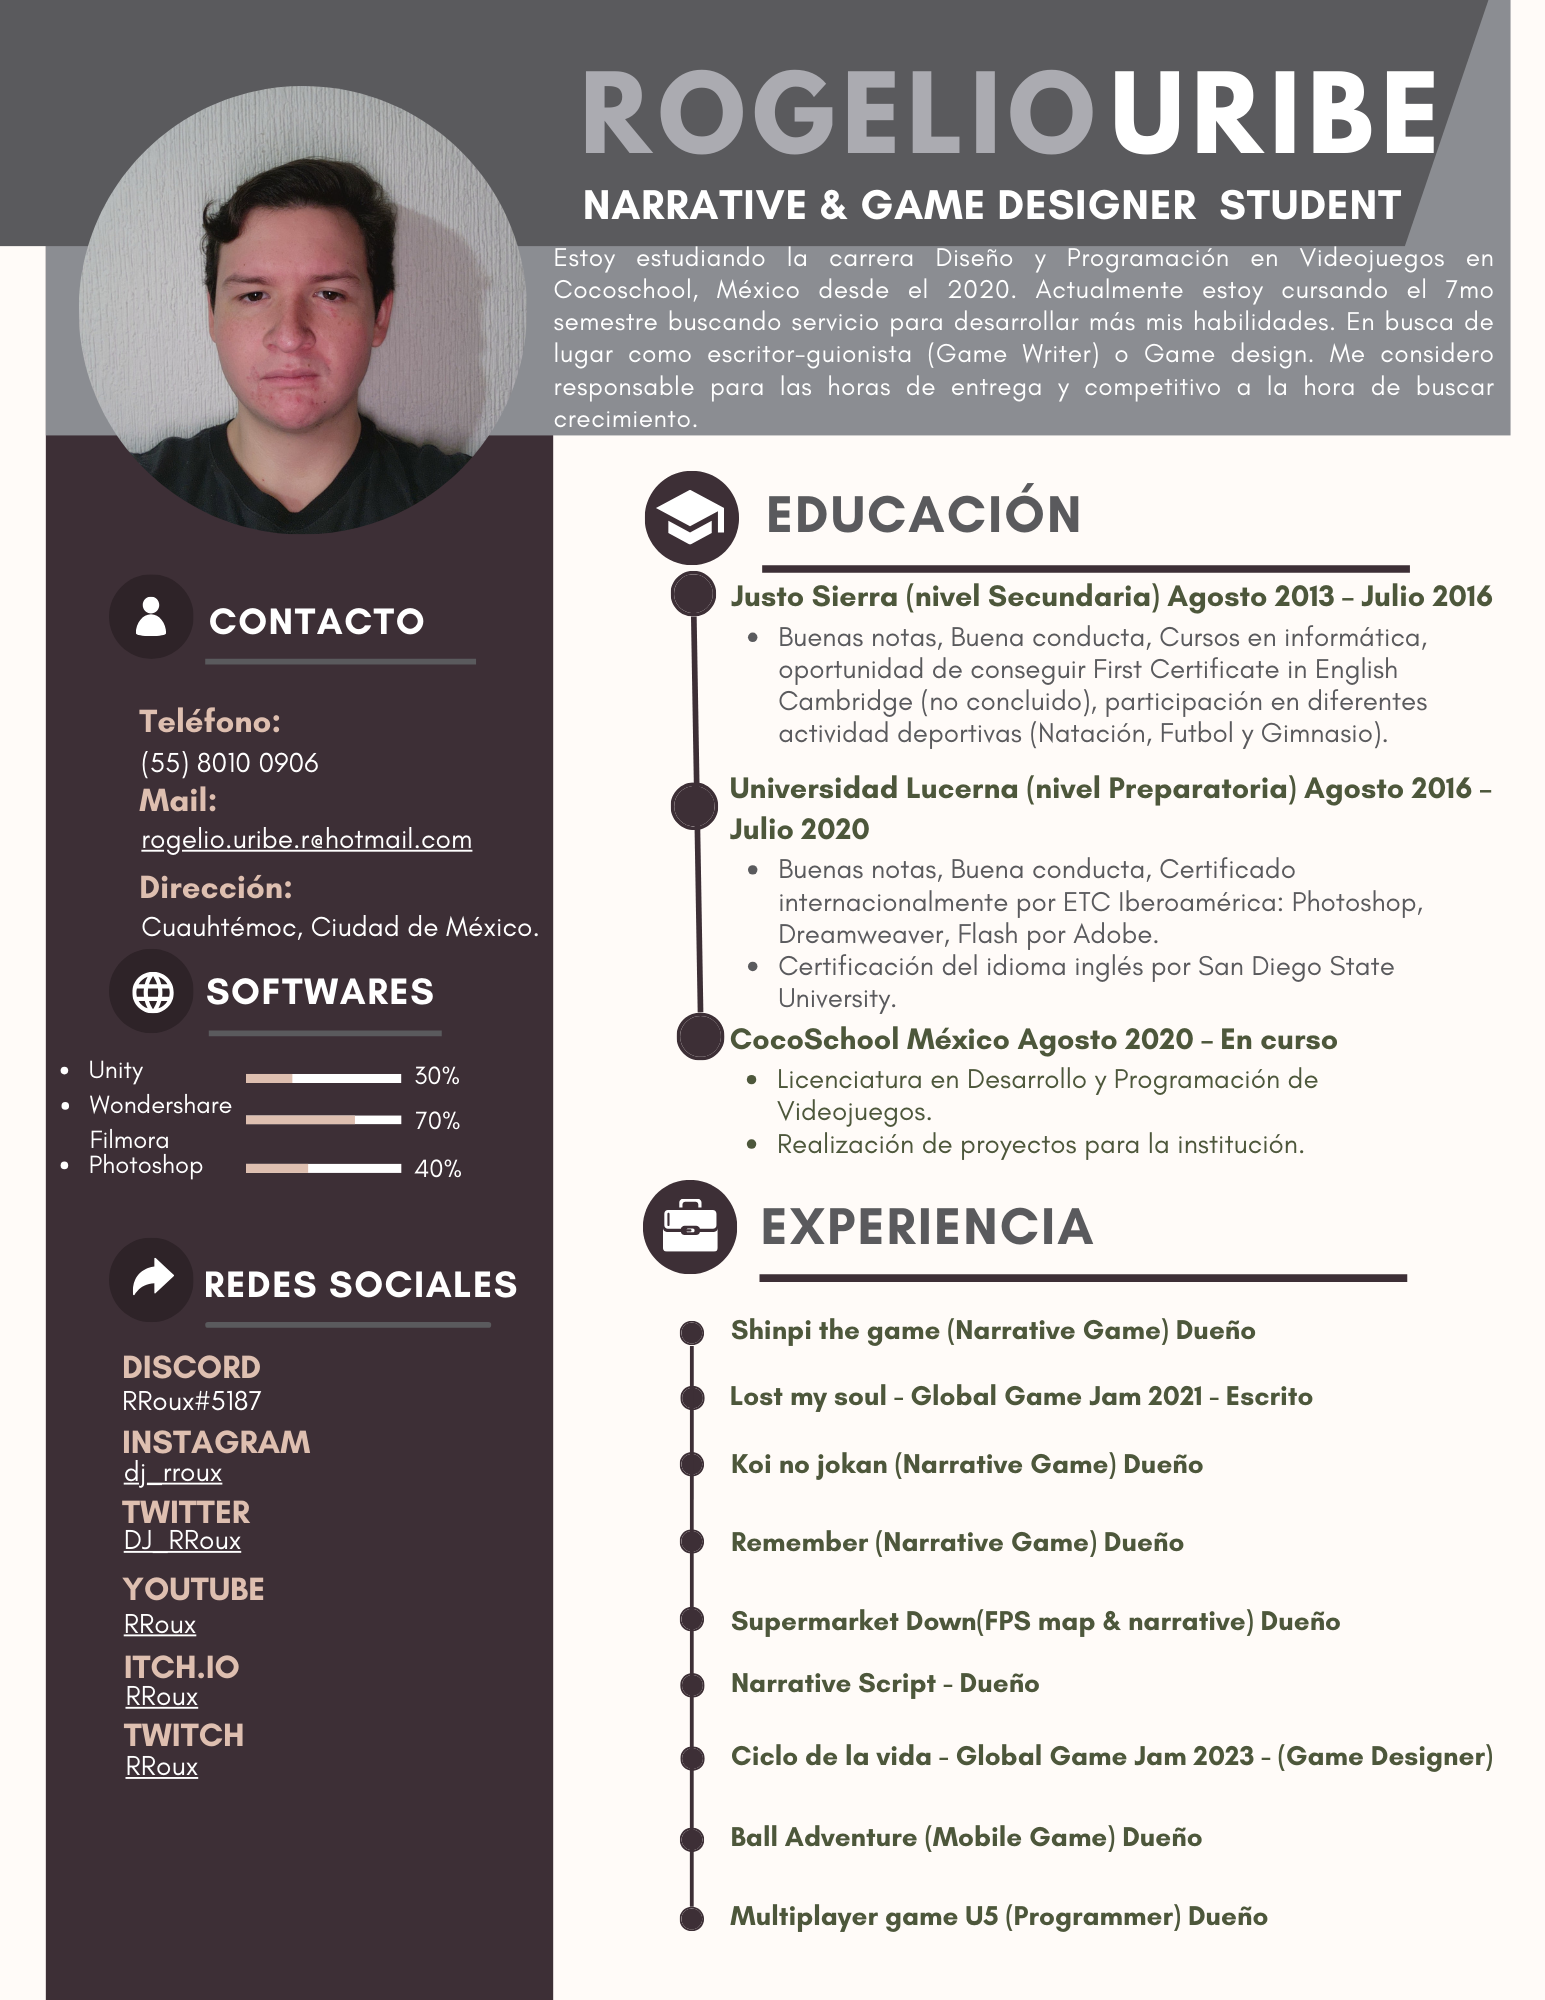 ROGELIO URIBE
NARRATIVE & GAME DESIGNER STUDENT
Estoy estudiando la carrera Diseño y Programación en Videojuegos en
Cocoschool, México desde el 2020. Actualmente estoy cursando el 7mo
semestre buscando servicio para desarrollar más mis habilidades. En busca de
lugar como escritor-guionista (Game Writer) o Game design. Me considero
responsable para las horas de entrega y competitivo a la hora de buscar
crecimiento.
CONTACTO
Teléfono:
(55) 8010 0906
Mail:
rogelio.uribe.r@hotmail.com
Dirección:
Cuauhtémoc, Ciudad de México.
SOFTWARES
• Unity 30%
• Wondershare
Filmora 70%
• Photoshop 40%
REDES SOCIALES
DISCORD
RRoux#5187
INSTAGRAM
dj_rroux
TWITTER
DJ_RRoux
YOUTUBE
RRoux
ITCH.IO
RRoux
TWITCH
RRoux
EDUCACIÓN
Justo Sierra (nivel Secundaria) Agosto 2013 – Julio 2016
• Buenas notas, Buena conducta, Cursos en informática,
oportunidad de conseguir First Certificate in English
Cambridge (no concluido), participación en diferentes
actividad deportivas (Natación, Futbol y Gimnasio).
Universidad Lucerna (nivel Preparatoria) Agosto 2016 –
Julio 2020
• Buenas notas, Buena conducta, Certificado
internacionalmente por ETC Iberoamérica: Photoshop,
Dreamweaver, Flash por Adobe.
• Certificación del idioma inglés por San Diego State
University.
CocoSchool México Agosto 2020 – En curso
• Licenciatura en Desarrollo y Programación de
Videojuegos.
• Realización de proyectos para la institución.
EXPERIENCIA
Shinpi the game (Narrative Game) Dueño
Lost my soul - Global Game Jam 2021 - Escrito
Koi no jokan (Narrative Game) Dueño
Remember (Narrative Game) Dueño
Supermarket Down(FPS map & narrative) Dueño
Narrative Script - Dueño
Ciclo de la vida - Global Game Jam 2023 - (Game Designer)
Ball Adventure (Mobile Game) Dueño
Multiplayer game U5 (Programmer) Dueño